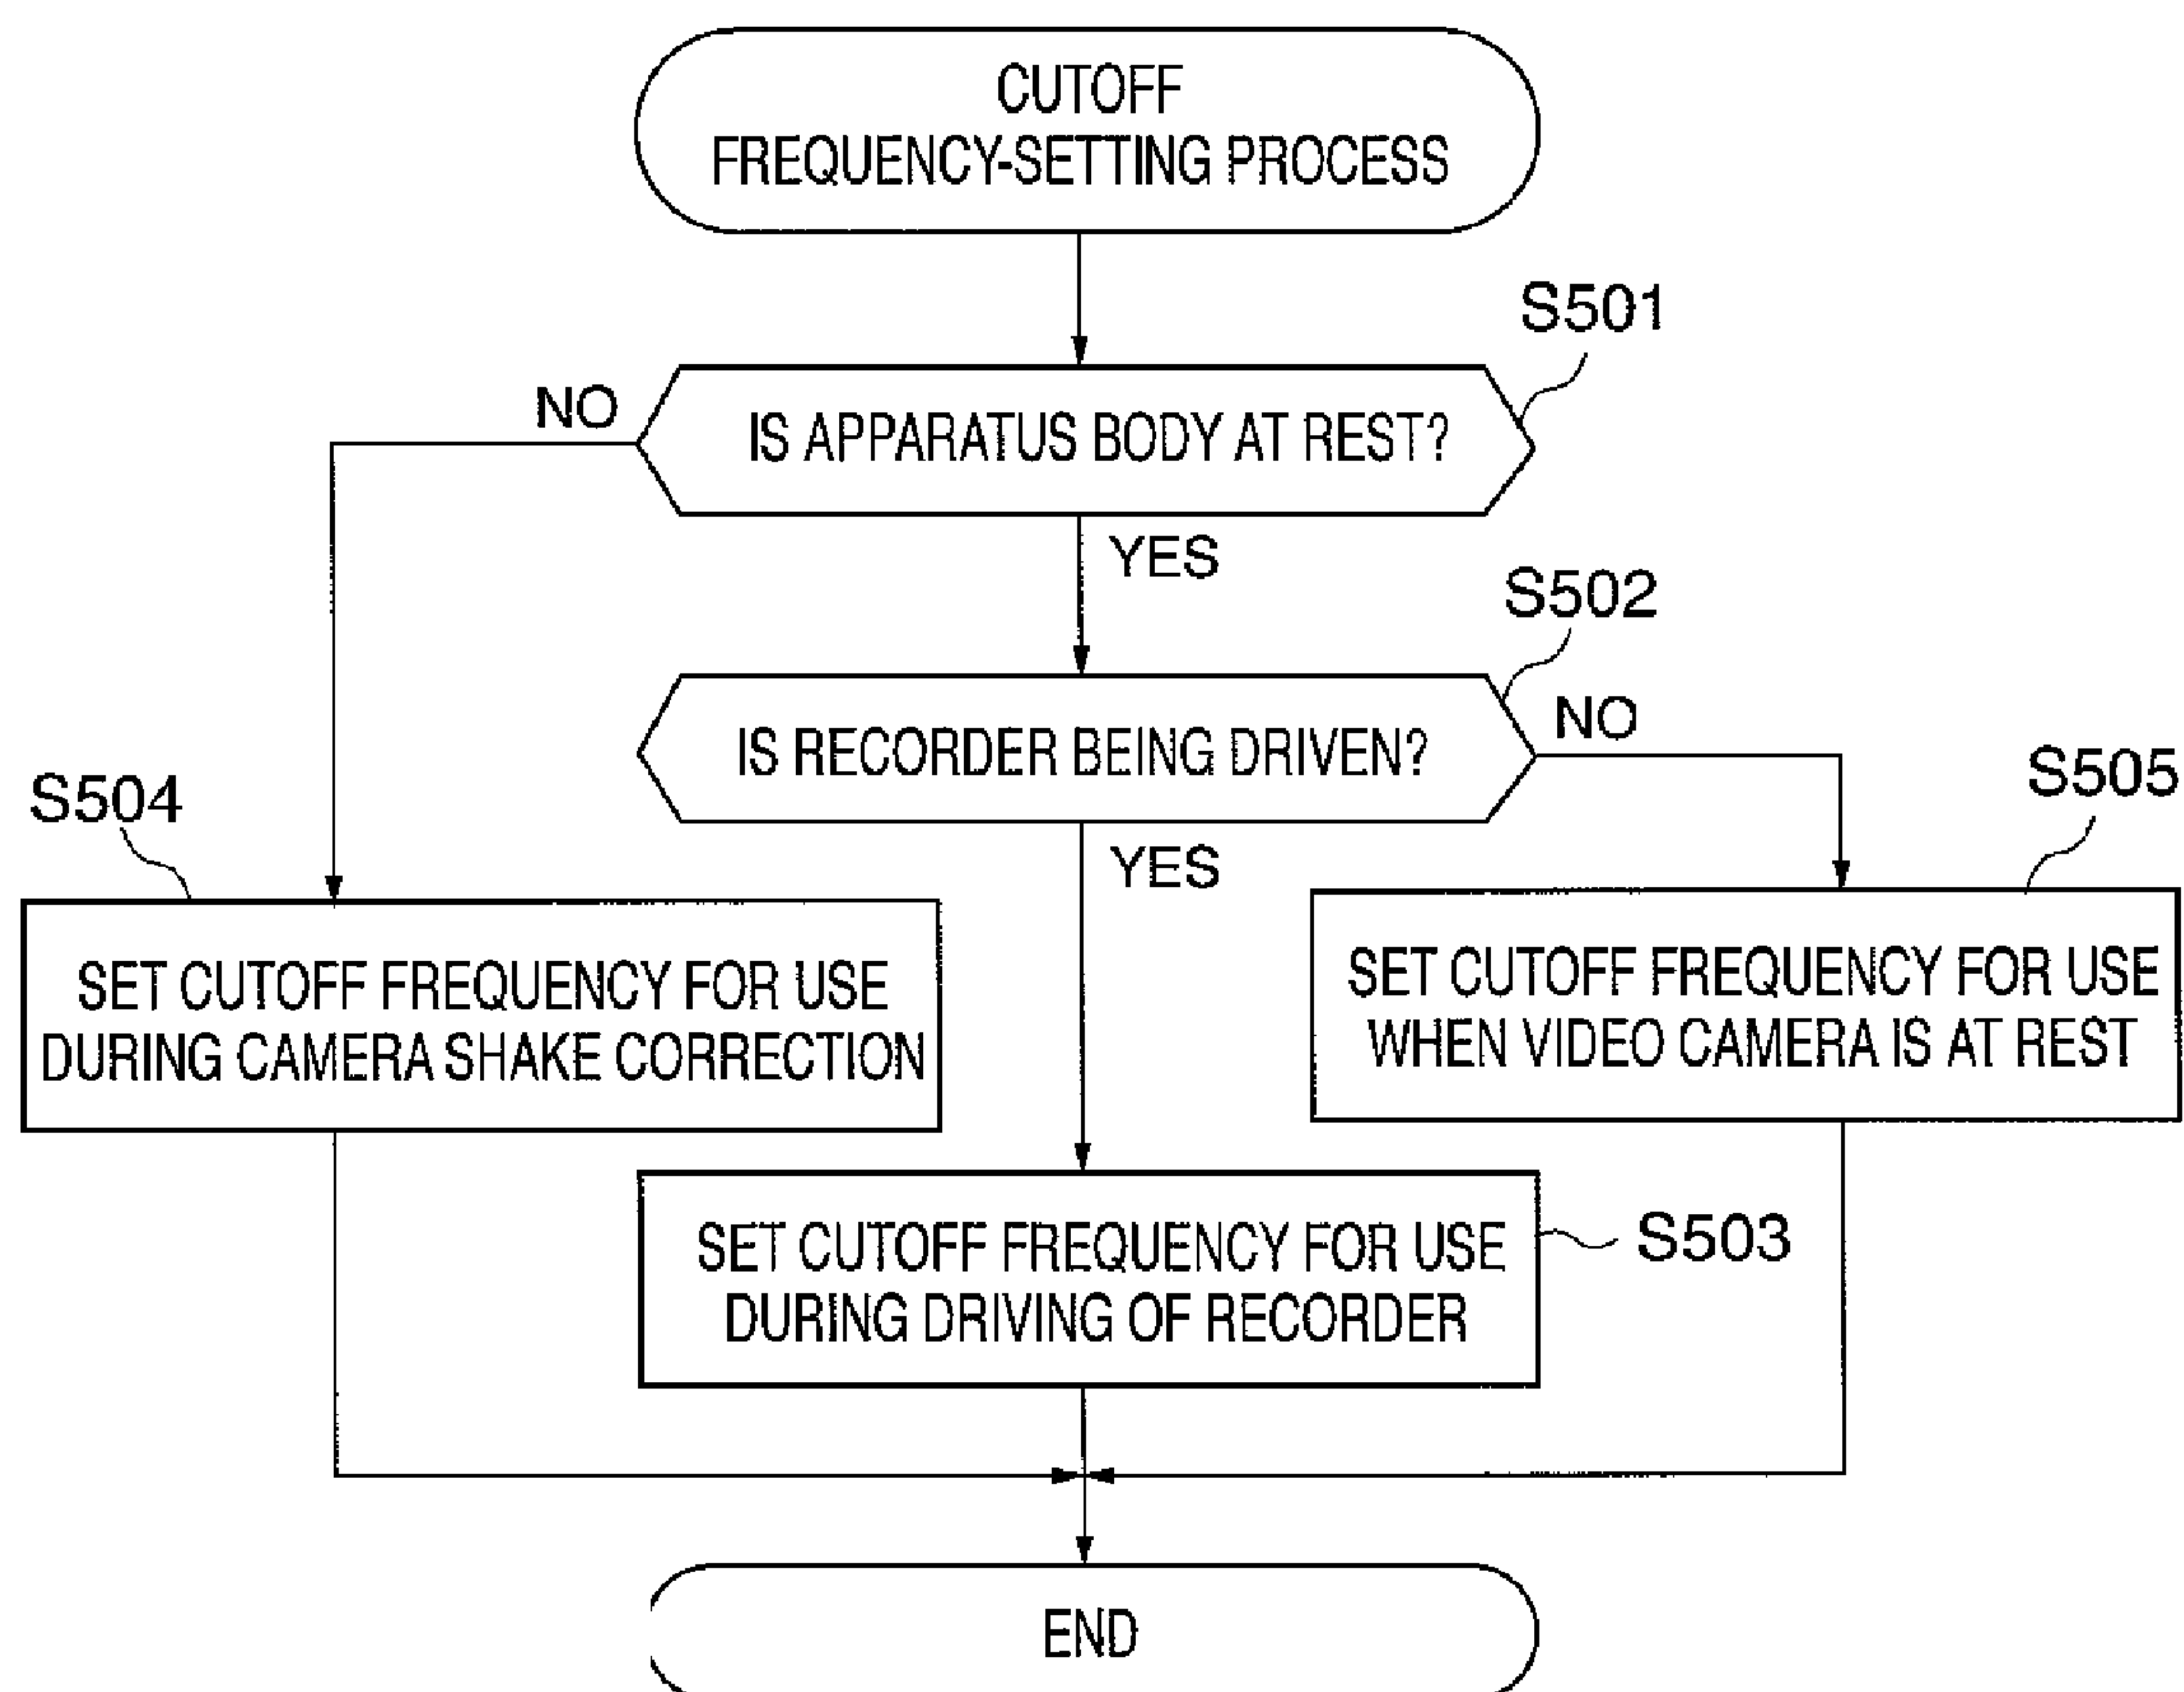 CUTOFF
FREQUENCY-SETTING PROCESS
S501
NO
IS APPARATUS BODY AT REST?
YES
S502
IS RECORDER BEING DRIVEN?
NO
S504
S505
YES
SET CUTOFF FREQUENCY FOR USE
DURING CAMERA SHAKE CORRECTION
SET CUTOFF FREQUENCY FOR USE
WHEN VIDEO CAMERA IS AT REST
SET CUTOFF FREQUENCY FOR USE
DURING DRIVING OF RECORDER
S503
END